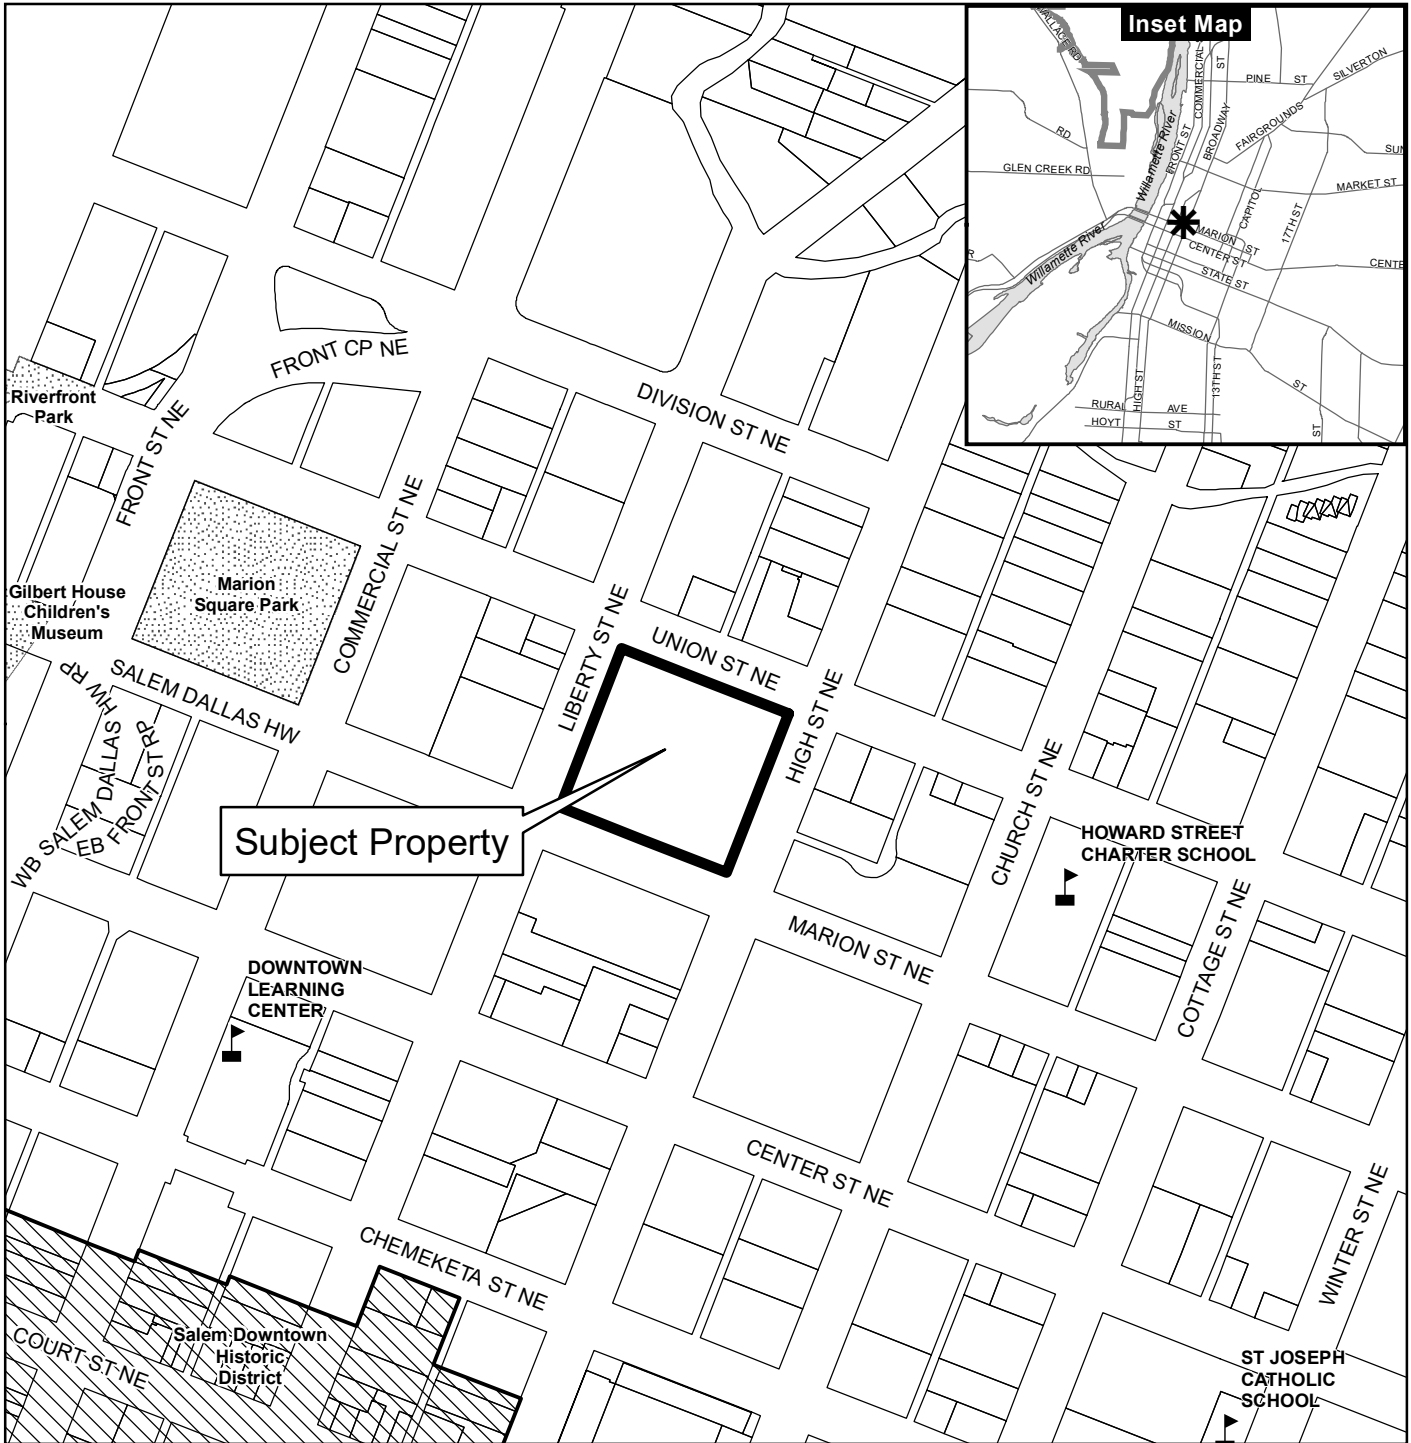 Inset Map
WALLACE RD
COMMERCIAL ST
ST
PINE ST
SILVERTON
RD
FRONT ST
BROADWAY
FAIRGROUNDS
Willamette River
GLEN CREEK RD
MARKET ST
CAPITOL
17TH ST
MARION ST
CENTER ST
CENTE
STATE ST
Willamette River
MISSION
ST
HIGH ST
13TH ST
RURAL AVE
HOYT ST
ST
FRONT CP NE
DIVISION ST NE
Riverfront
Park
FRONT ST NE
COMMERCIAL ST NE
Marion
Square Park
Gilbert House
Children's
Museum
LIBERTY ST NE
UNION ST NE
HIGH ST NE
SALEM DALLAS HW
WB SALEM DALLAS HW RP
EB FRONT ST RP
Subject Property
CHURCH ST NE
HOWARD STREET
CHARTER SCHOOL
MARION ST NE
COTTAGE ST NE
DOWNTOWN
LEARNING
CENTER
CENTER ST NE
WINTER ST NE
CHEMEKETA ST NE
COURT ST NE
Salem Downtown
Historic
District
ST JOSEPH
CATHOLIC
SCHOOL